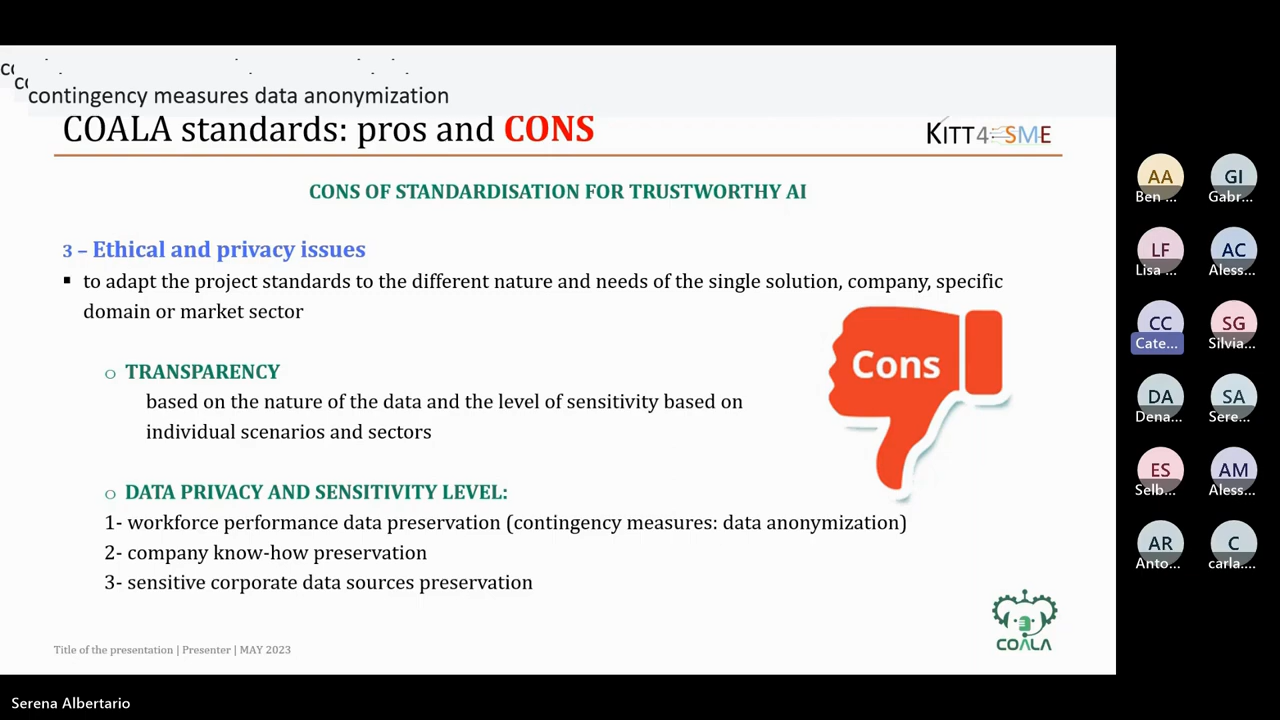 contingency measures data anonymization
COALA standards: pros and CONS
KITT4SME
CONS OF STANDARDISATION FOR TRUSTWORTHY AI
3 – Ethical and privacy issues
▪ to adapt the project standards to the different nature and needs of the single solution, company, specific
domain or market sector
o TRANSPARENCY
based on the nature of the data and the level of sensitivity based on
individual scenarios and sectors
Cons
o DATA PRIVACY AND SENSITIVITY LEVEL:
1- workforce performance data preservation (contingency measures: data anonymization)
2- company know-how preservation
3- sensitive corporate data sources preservation
COALA
Title of the presentation | Presenter | MAY 2023
AA GI
Ben ... Gabr...
LF AC
Lisa ... Aless...
CC SG
Cate... Silvia...
DA SA
Dena... Sere...
ES AM
Selb... Aless...
AR C
Anto... carla....
Serena Albertario